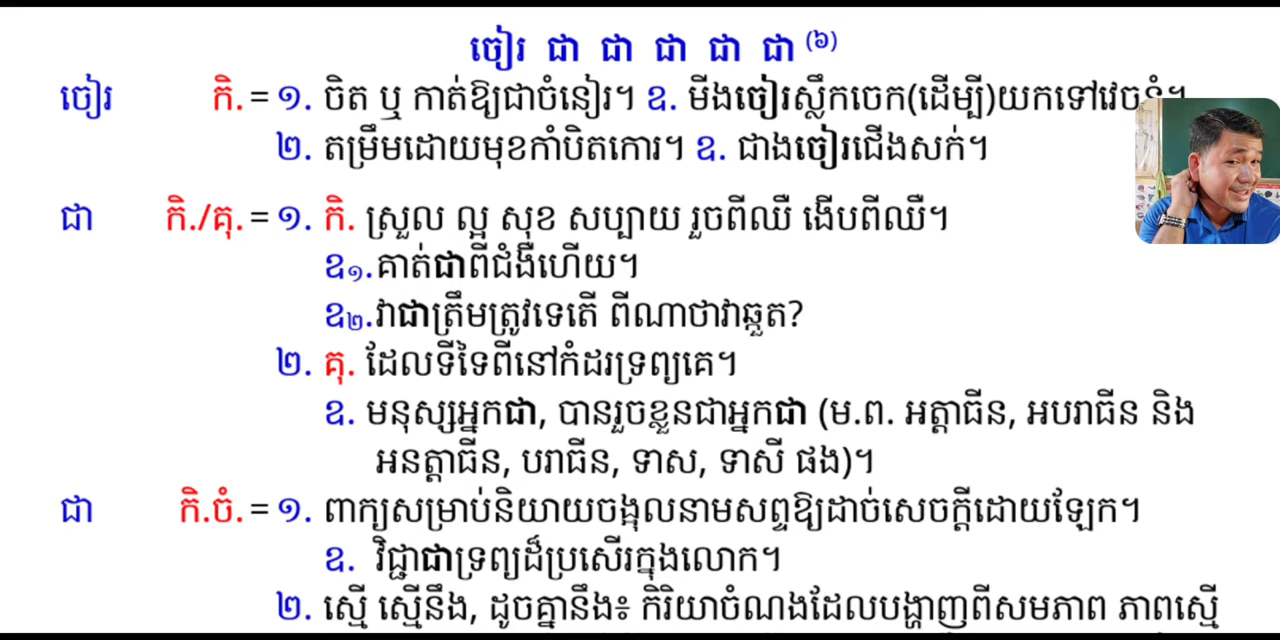 ចៀរ ជា ជា ជា ជា ជា (៦)
ចៀរ កិ. = ១. ចិត ឬ កាត់ឱ្យជាចំនៀរ។ ឧ. មីងចៀរស្លឹកចេក(ដើម្បី)យកទៅវេចនំ។
២. តម្រឹមដោយមុខកាំបិតកោរ។ ឧ. ជាងចៀរជើងសក់។
ជា កិ./គុ. = ១. កិ. ស្រួល ល្អ សុខ សប្បាយ រួចពីឈឺ ងើបពីឈឺ។
ឧ១.គាត់ជាពីជំងឺហើយ។
ឧ២.វាជាត្រឹមត្រូវទេតើ ពីណាថាវាឆ្កួត?
២. គុ. ដែលទីទៃពីនៅកំដរទ្រព្យគេ។
ឧ. មនុស្សអ្នកជា, បានរួចខ្លួនជាអ្នកជា (ម.ព. អត្តាធីន, អបរាធីន និង
អនត្តាធីន, បរាធីន, ទាស, ទាសី ផង)។
ជា កិ.ចំ. = ១. ពាក្យសម្រាប់និយាយចង្អុលនាមសព្ទឱ្យដាច់សេចក្ដីដោយឡែក។
ឧ. វិជ្ជាជាទ្រព្យដ៏ប្រសើរក្នុងលោក។
២. ស្មើ ស្មើនឹង, ដូចគ្នានឹង៖ កិរិយាចំណងដែលបង្ហាញពីសមភាព ភាពស្មើ